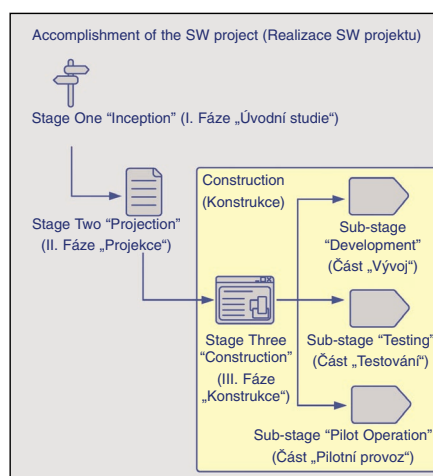 Accomplishment of the SW project (Realizace SW projektu)
Stage One “Inception” (I. Fáze „Úvodní studie“)
Stage Two “Projection”
(II. Fáze „Projekce“)
Construction
(Konstrukce)
Stage Three
“Construction”
(III. Fáze
„Konstrukce“)
Sub-stage
“Development”
(Část „Vývoj“)
Sub-stage “Testing”
(Část „Testování“)
Sub-stage “Pilot Operation”
(Část „Pilotní provoz“)